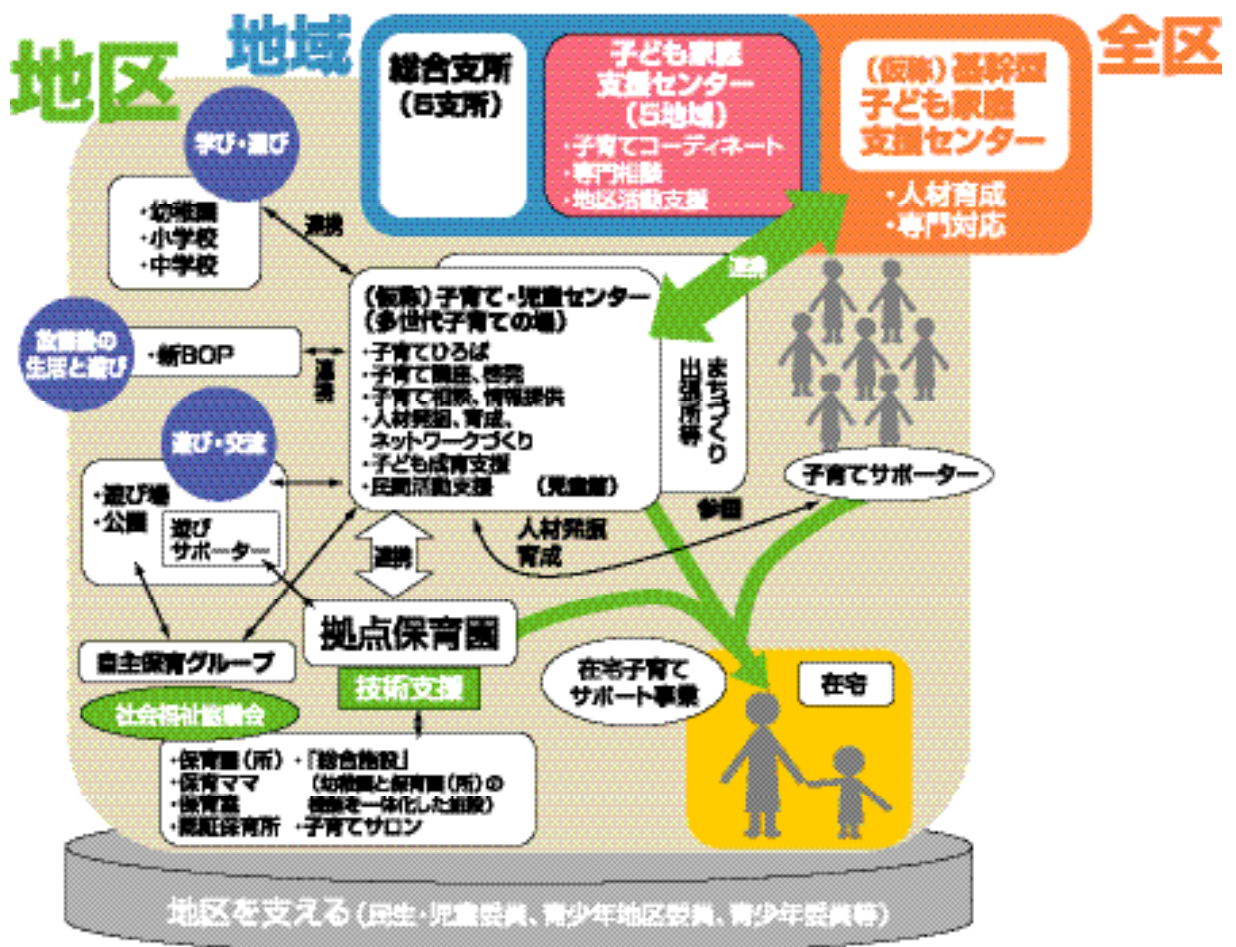 地区
地域
全区
総合支所
(5支所)
子ども家庭
支援センター
(5地域)
・子育てコーディネート
・専門相談
・地区活動支援
(仮称)基幹型
子ども家庭
支援センター
・人材育成
・専門対応
学び・遊び
・幼稚園
・小学校
・中学校
連携
連携
(仮称)子育て・児童センター
(多世代子育ての場)
・子育てひろば
・子育て講座、啓発
・子育て相談、情報提供
・人材発掘、育成、
ネットワークづくり
・子ども成育支援
・民間活動支援 (児童館)
まちづくり
出張所等
放課後の
生活と遊び
・新BOP
連携
遊び・交流
・遊び場
・公園
遊び
サポーター
子育てサポーター
参画
人材発掘
育成
連携
拠点保育園
技術支援
自主保育グループ
社会福祉協議会
在宅子育て
サポート事業
在宅
・保育園(所)
・保育ママ
・保育室
・認証保育所
・「総合施設」
(幼稚園と保育園(所)の
機能を一体化した施設)
・子育てサロン
地区を支える(民生・児童委員、青少年地区委員、青少年委員等)